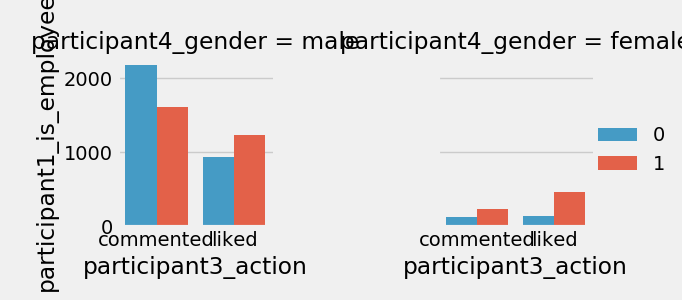 participant4_gender = male
participant4_gender = female
participant1_is_employee
2000
1000
0
commented
liked
commented
liked
participant3_action
participant3_action
0
1